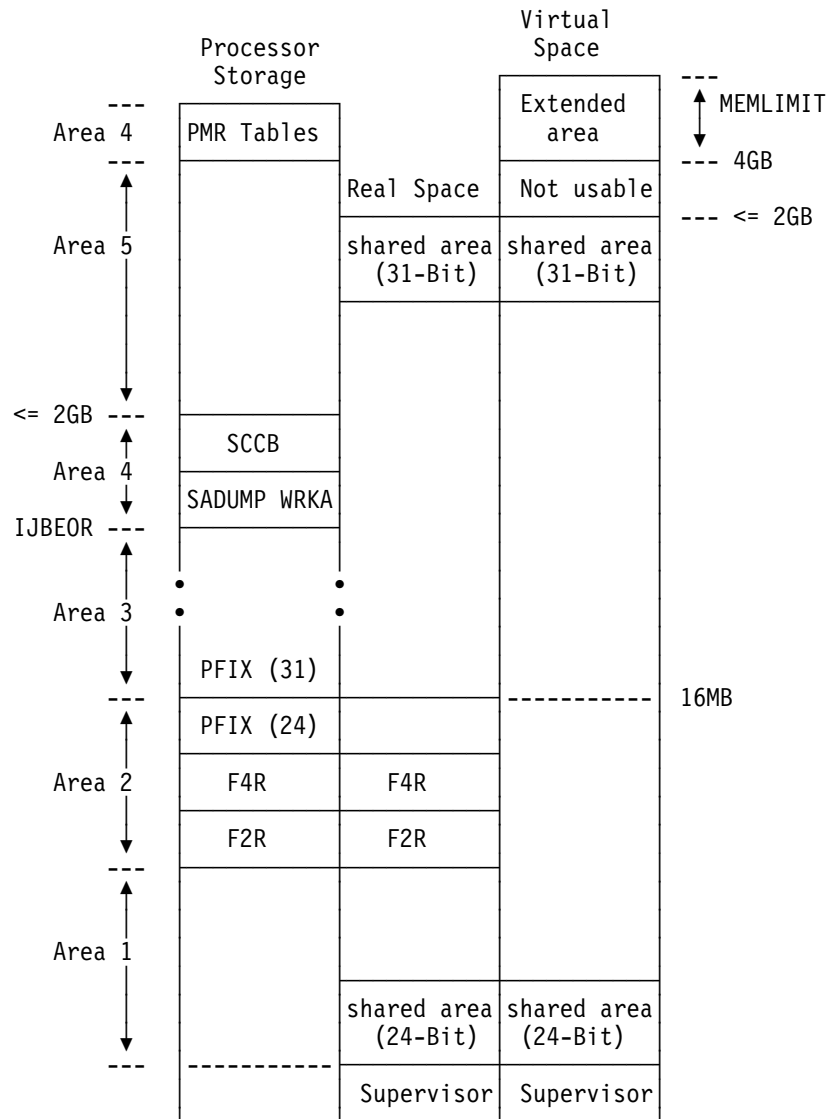 Virtual
Processor Space
Storage
Extended MEMLIMIT
Area 4 PMR Tables area
4GB
Real Space Not usable
<= 2GB
Area 5 shared area shared area
(31-Bit) (31-Bit)
<= 2GB
SCCB
Area 4
SADUMP WRKA
IJBEOR
Area 3
PFIX (31)
16MB
PFIX (24)
Area 2 F4R F4R
F2R F2R
Area 1
shared area shared area
(24-Bit) (24-Bit)
Supervisor Supervisor